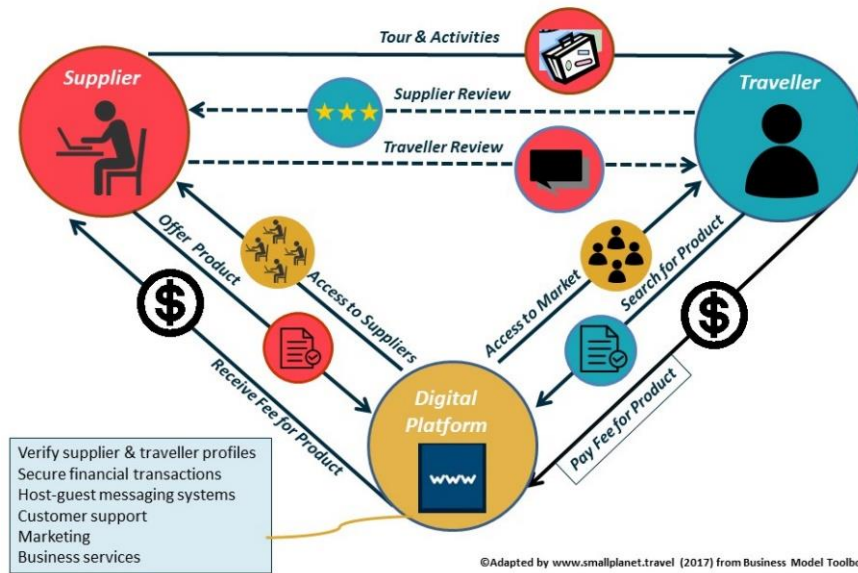 Tour & Activities
Supplier
Traveller
Supplier Review
Traveller Review
Offer Product
Access to Suppliers
Access to Market
Search for Product
$
$
Receive Fee for Product
Pay Fee for Product
Digital
Platform
www
Verify supplier & traveller profiles
Secure financial transactions
Host-guest messaging systems
Customer support
Marketing
Business services
©Adapted by www.smallplanet.travel (2017) from Business Model Toolbo